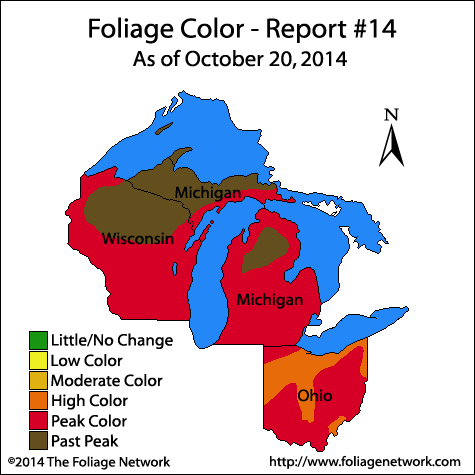 Foliage Color - Report #14
As of October 20, 2014
N
Michigan
Wisconsin
Michigan
Ohio
Little/No Change
Low Color
Moderate Color
High Color
Peak Color
Past Peak
©2014 The Foliage Network
http://www.foliagenetwork.com